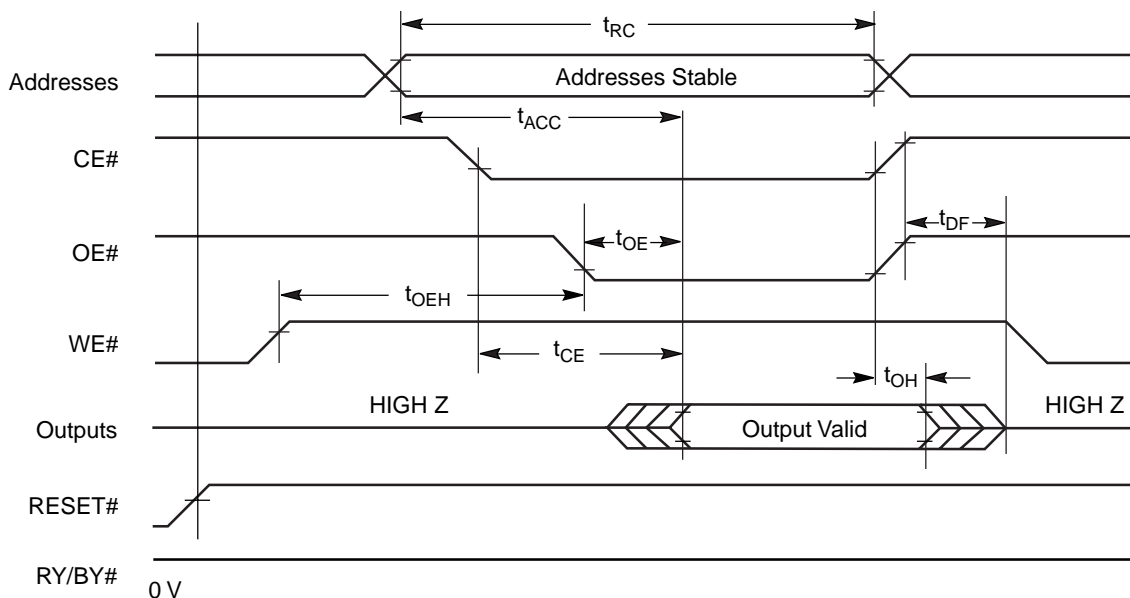 tRC
Addresses
Addresses Stable
tACC
CE#
tDF
OE#
tOE
tOEH
WE#
tCE
tOH
HIGH Z
HIGH Z
Outputs
Output Valid
RESET#
RY/BY#
0 V